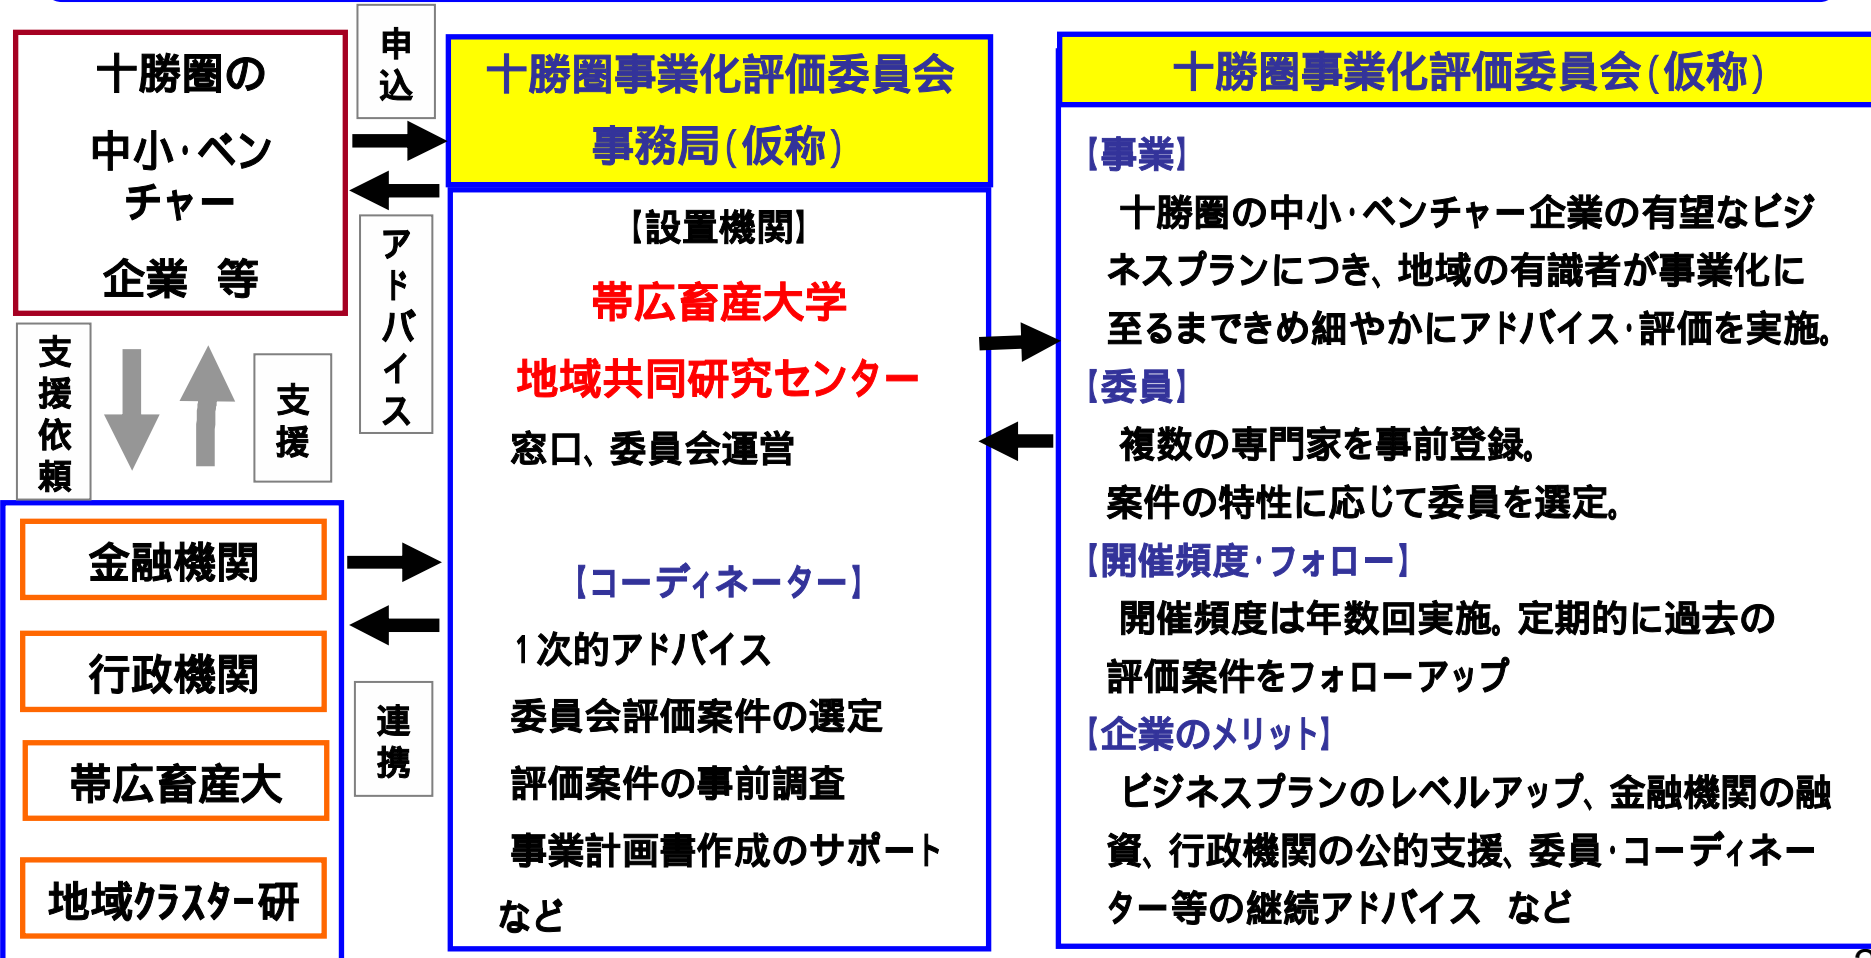 十勝圏の
中小・ベン
チャー
企業　等
申込
アドバイス
支援依頼
支援
金融機関
行政機関
帯広畜産大
地域クラスター研
連携
十勝圏事業化評価委員会
事務局(仮称)
【設置機関】
帯広畜産大学
地域共同研究センター
窓口、委員会運営
【コーディネーター】
1次的アドバイス
委員会評価案件の選定
評価案件の事前調査
事業計画書作成のサポート
など
十勝圏事業化評価委員会(仮称)
【事業】
十勝圏の中小・ベンチャー企業の有望なビジ
ネスプランにつき、地域の有識者が事業化に
至るまできめ細やかにアドバイス・評価を実施。
【委員】
複数の専門家を事前登録。
案件の特性に応じて委員を選定。
【開催頻度・フォロー】
開催頻度は年数回実施。定期的に過去の
評価案件をフォローアップ
【企業のメリット】
ビジネスプランのレベルアップ、金融機関の融
資、行政機関の公的支援、委員・コーディネー
ター等の継続アドバイス　など